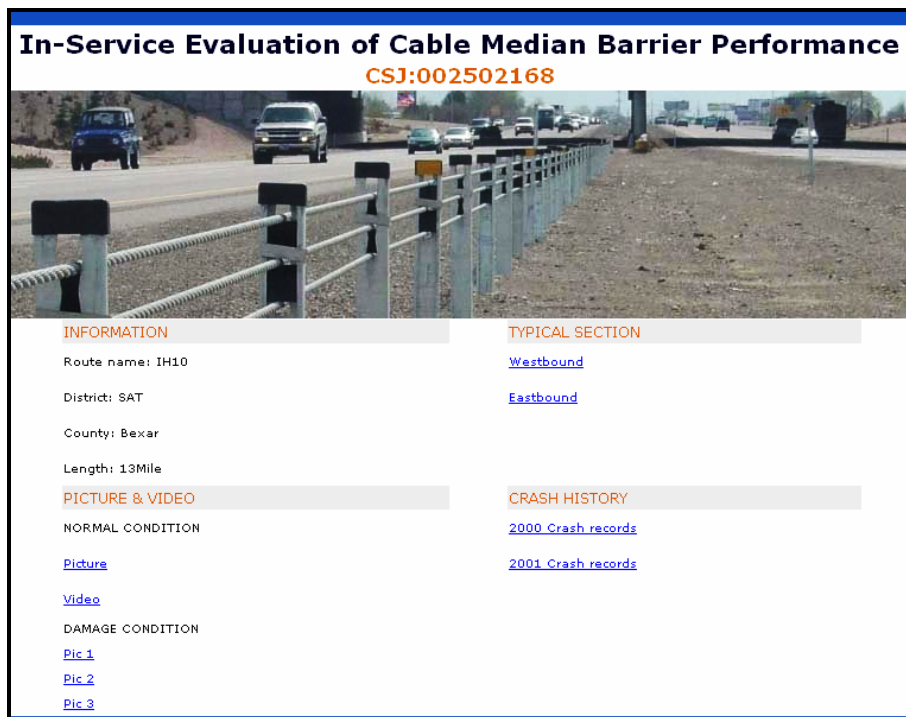 In-Service Evaluation of Cable Median Barrier Performance
CSJ:002502168
INFORMATION
Route name: IH10
District: SAT
County: Bexar
Length: 13Mile
TYPICAL SECTION
Westbound
Eastbound
PICTURE & VIDEO
NORMAL CONDITION
Picture
Video
DAMAGE CONDITION
Pic 1
Pic 2
Pic 3
CRASH HISTORY
2000 Crash records
2001 Crash records